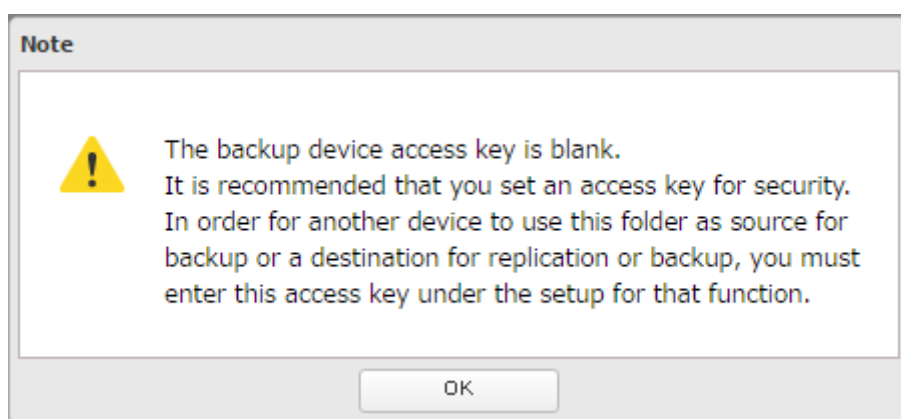 Note
The backup device access key is blank.
It is recommended that you set an access key for security.
In order for another device to use this folder as source for
backup or a destination for replication or backup, you must
enter this access key under the setup for that function.
OK